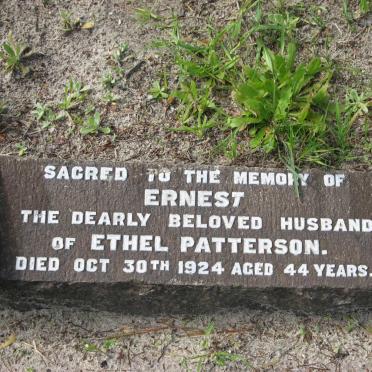 SACRED TO THE MEMORY OF
ERNEST
THE DEARLY BELOVED HUSBAND
OF ETHEL PATTERSON.
DIED OCT 30TH 1924 AGED 44 YEARS.